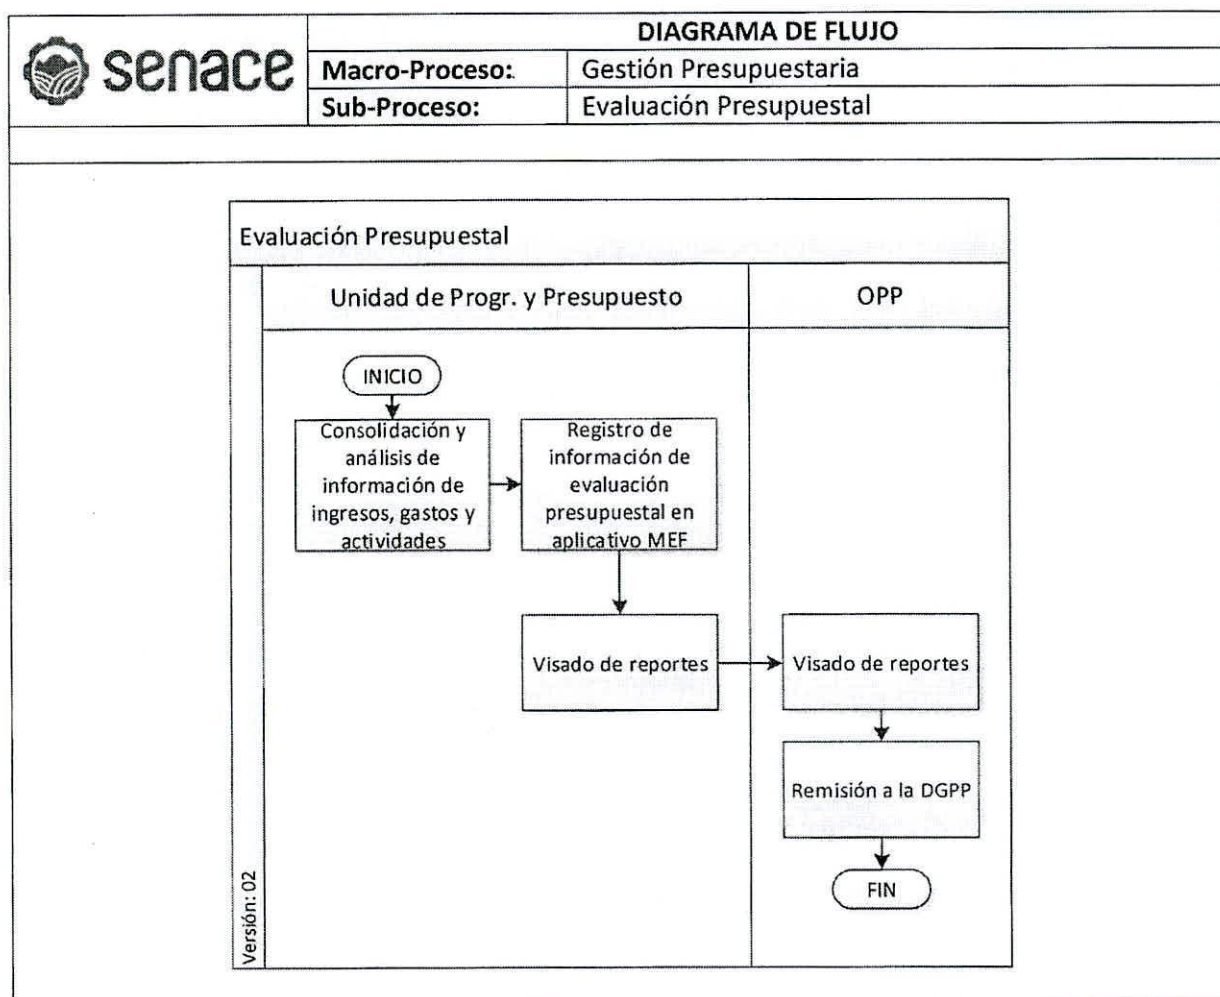 senace
DIAGRAMA DE FLUJO
Macro-Proceso:
Gestión Presupuestaria
Sub-Proceso:
Evaluación Presupuestal
Evaluación Presupuestal
Unidad de Progr. y Presupuesto
OPP
INICIO
Consolidación y
análisis de
información de
ingresos, gastos y
actividades
Registro de
información de
evaluación
presupuestal en
aplicativo MEF
Visado de reportes
Visado de reportes
Remisión a la DGPP
FIN
Versión: 02